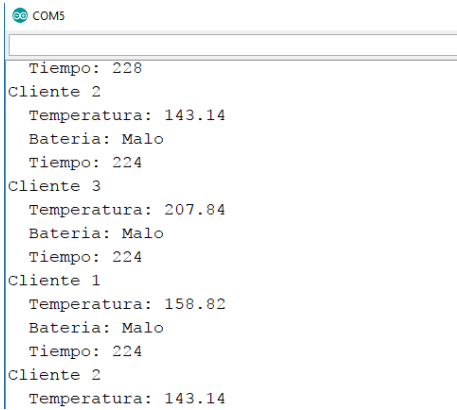 COM5
Tiempo: 228
Cliente 2
Temperatura: 143.14
Bateria: Malo
Tiempo: 224
Cliente 3
Temperatura: 207.84
Bateria: Malo
Tiempo: 224
Cliente 1
Temperatura: 158.82
Bateria: Malo
Tiempo: 224
Cliente 2
Temperatura: 143.14